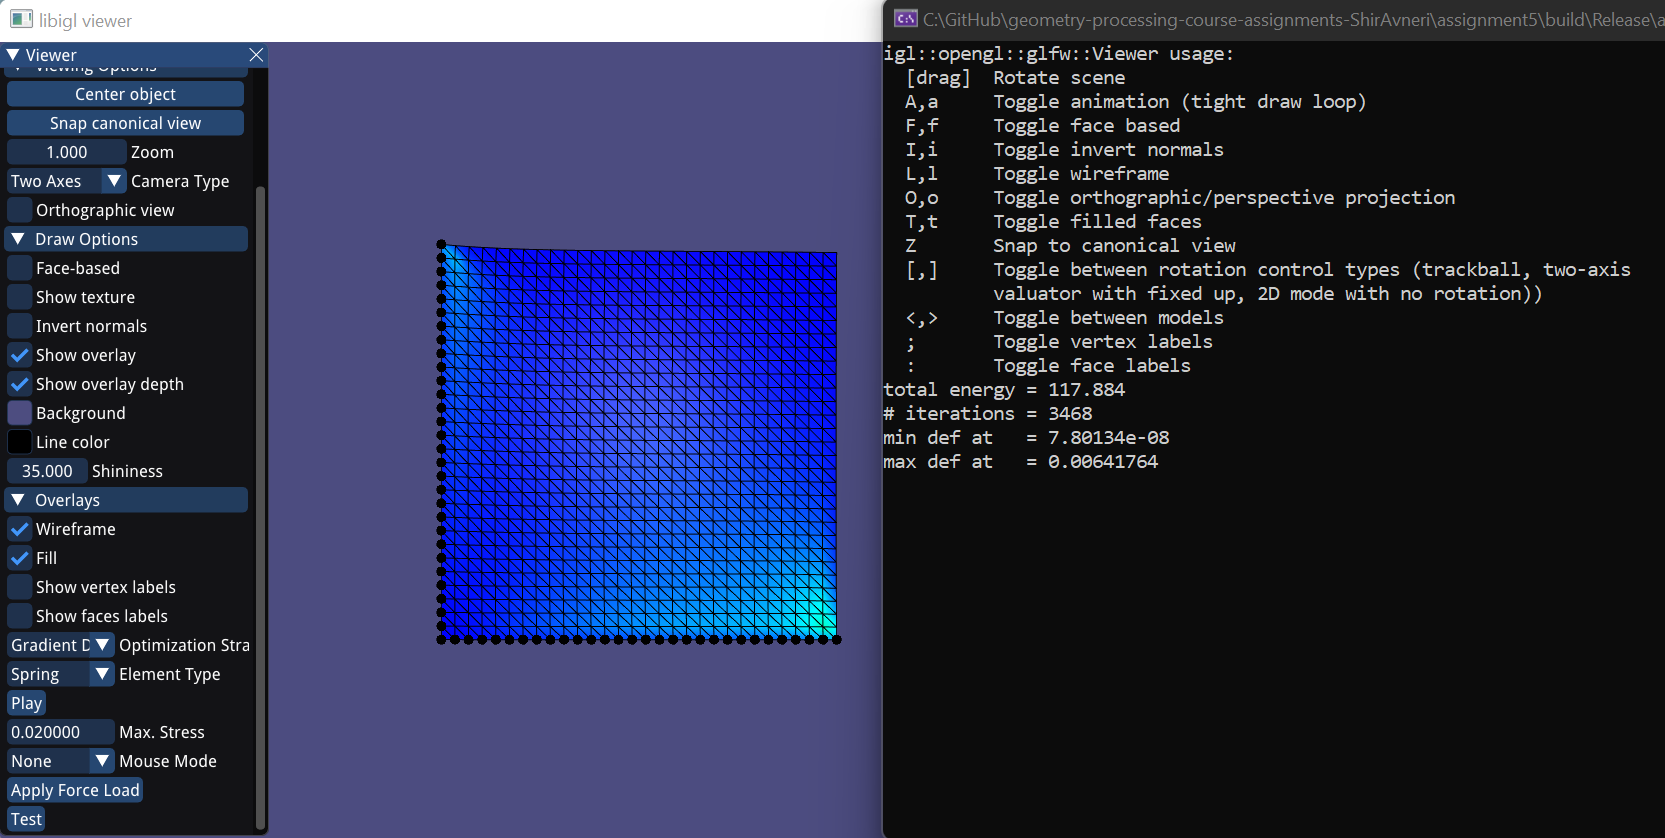 libigl viewer
Viewer
Viewing Options
Center object
Snap canonical view
1.000 Zoom
Two Axes Camera Type
Orthographic view
Draw Options
Face-based
Show texture
Invert normals
Show overlay
Show overlay depth
Background
Line color
35.000 Shininess
Overlays
Wireframe
Fill
Show vertex labels
Show faces labels
Gradient D Optimization Stra
Spring Element Type
Play
0.020000 Max. Stress
None Mouse Mode
Apply Force Load
Test
C:\GitHub\geometry-processing-course-assignments-ShirAvneri\assignment5\build\Release\a
igl::opengl::glfw::Viewer usage:
[drag] Rotate scene
A,a Toggle animation (tight draw loop)
F,f Toggle face based
I,i Toggle invert normals
L,l Toggle wireframe
O,o Toggle orthographic/perspective projection
T,t Toggle filled faces
Z Snap to canonical view
[,] Toggle between rotation control types (trackball, two-axis
valuator with fixed up, 2D mode with no rotation))
<,> Toggle between models
; Toggle vertex labels
: Toggle face labels
total energy = 117.884
# iterations = 3468
min def at = 7.80134e-08
max def at = 0.00641764